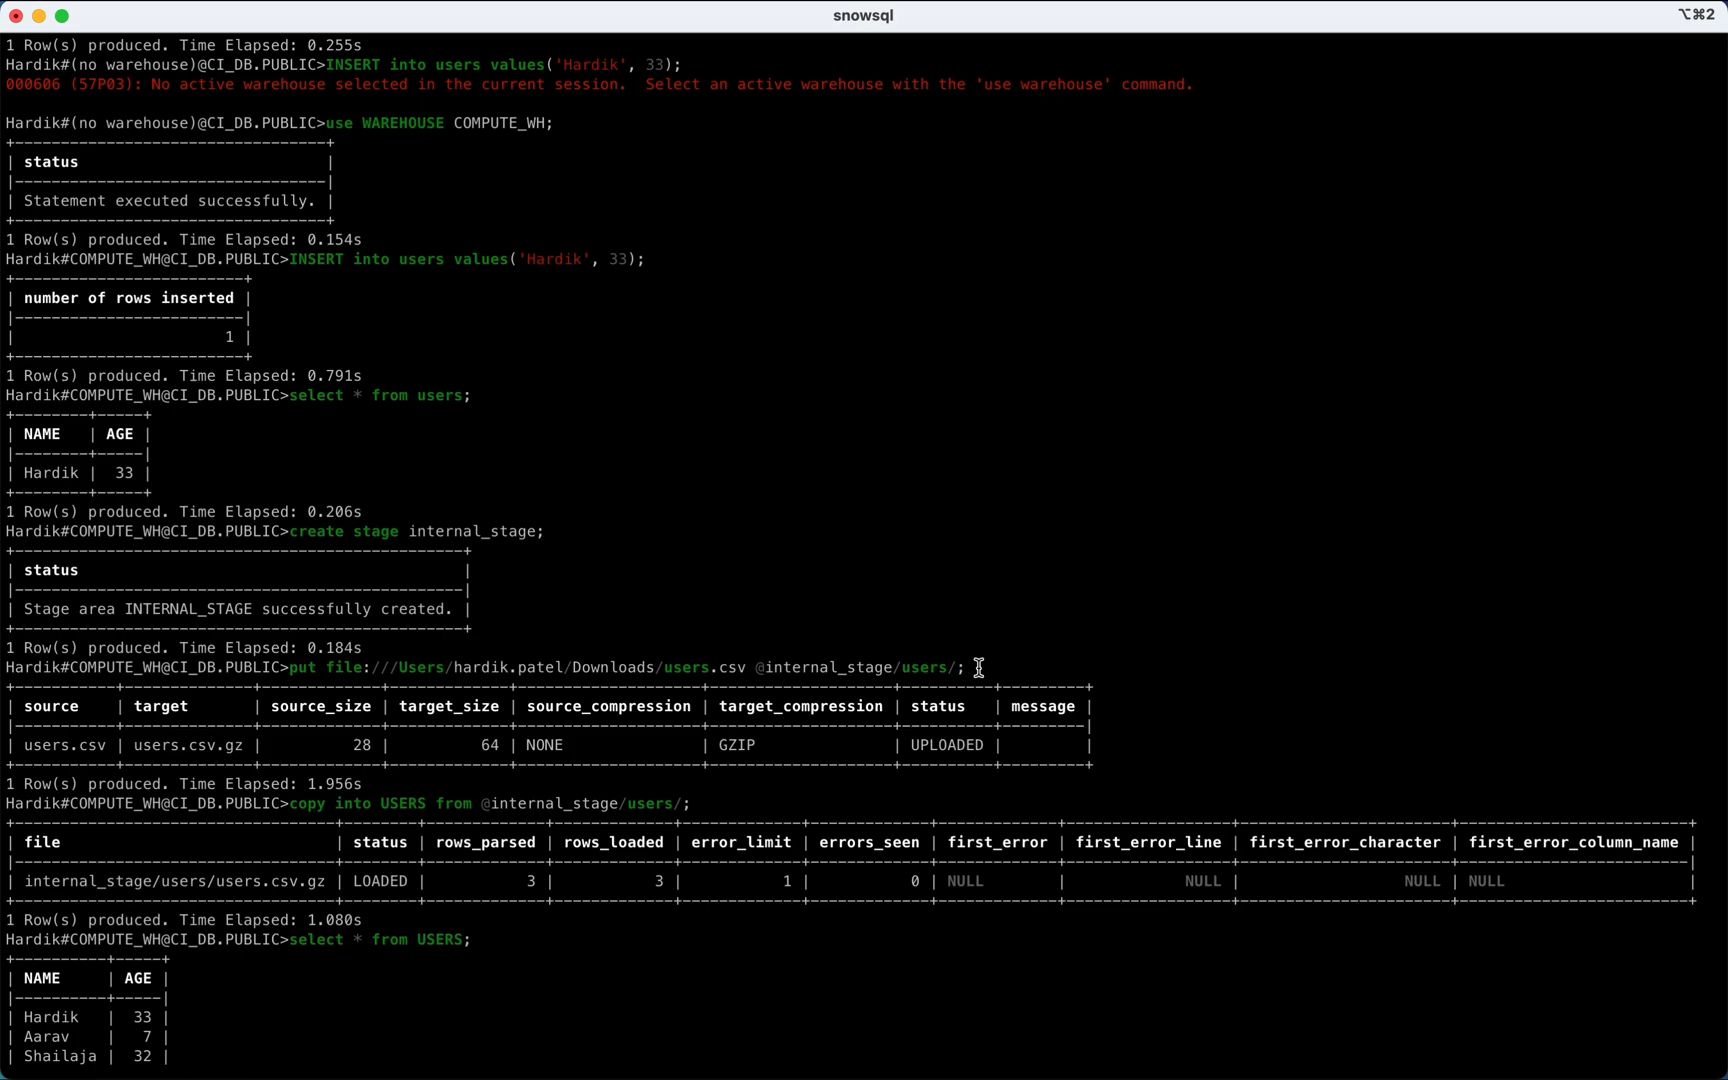 snowsql
⌥⌘2
1 Row(s) produced. Time Elapsed: 0.255s
Hardik#(no warehouse)@CI_DB.PUBLIC>INSERT into users values('Hardik', 33);
000606 (57P03): No active warehouse selected in the current session.  Select an active warehouse with the 'use warehouse' command.
Hardik#(no warehouse)@CI_DB.PUBLIC>use WAREHOUSE COMPUTE_WH;
| status |
| Statement executed successfully. |
1 Row(s) produced. Time Elapsed: 0.154s
Hardik#COMPUTE_WH@CI_DB.PUBLIC>INSERT into users values('Hardik', 33);
| number of rows inserted |
| 1 |
1 Row(s) produced. Time Elapsed: 0.791s
Hardik#COMPUTE_WH@CI_DB.PUBLIC>select * from users;
| NAME | AGE |
| Hardik | 33 |
1 Row(s) produced. Time Elapsed: 0.206s
Hardik#COMPUTE_WH@CI_DB.PUBLIC>create stage internal_stage;
| status |
| Stage area INTERNAL_STAGE successfully created. |
1 Row(s) produced. Time Elapsed: 0.184s
Hardik#COMPUTE_WH@CI_DB.PUBLIC>put file:///Users/hardik.patel/Downloads/users.csv @internal_stage/users/;
| source | target | source_size | target_size | source_compression | target_compression | status | message |
| users.csv | users.csv.gz | 28 | 64 | NONE | GZIP | UPLOADED | |
1 Row(s) produced. Time Elapsed: 1.956s
Hardik#COMPUTE_WH@CI_DB.PUBLIC>copy into USERS from @internal_stage/users/;
| file | status | rows_parsed | rows_loaded | error_limit | errors_seen | first_error | first_error_line | first_error_character | first_error_column_name |
| internal_stage/users/users.csv.gz | LOADED | 3 | 3 | 1 | 0 | NULL | NULL | NULL | NULL |
1 Row(s) produced. Time Elapsed: 1.080s
Hardik#COMPUTE_WH@CI_DB.PUBLIC>select * from USERS;
| NAME | AGE |
| Hardik | 33 |
| Aarav | 7 |
| Shailaja | 32 |